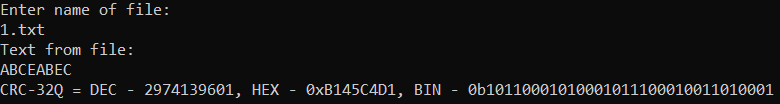 Enter name of file:
1.txt
Text from file:
ABCEABEC
CRC-32Q = DEC - 2974139601, HEX - 0xB145C4D1, BIN - 0b10110001010001011100010011010001